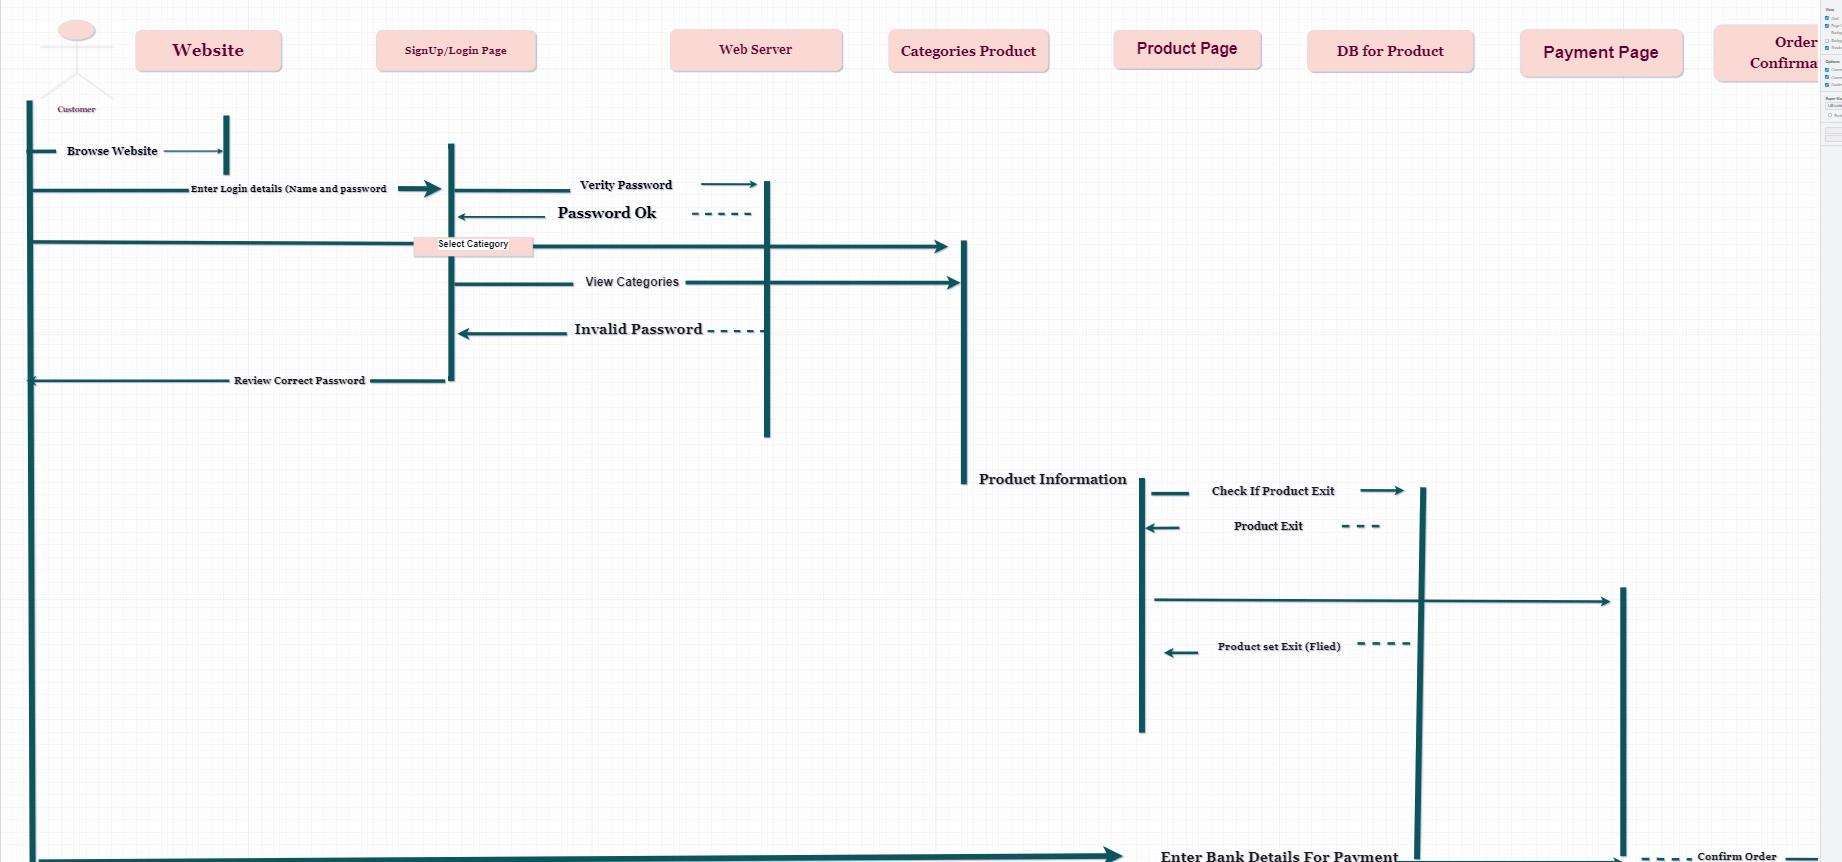 Website
SignUp/Login Page
Web Server
Categories Product
Product Page
DB for Product
Payment Page
Order
Confirma
Customer
Browse Website
Enter Login details (Name and password
Verity Password
Password Ok
Select Catiegory
View Categories
Invalid Password
Review Correct Password
Product Information
Check If Product Exit
Product Exit
Product set Exit (Flied)
Enter Bank Details For Payment
Confirm Order
View
Options